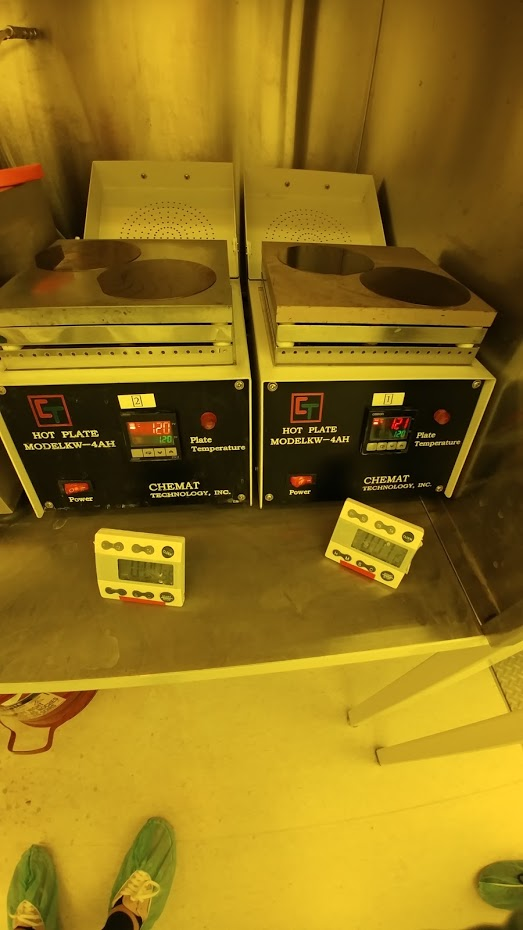 2
120
120
CT
HOT PLATE
MODELKW-4AH
Plate
Temperature
Power
CHEMAT
TECHNOLOGY, INC.
1
121
120
CT
HOT PLATE
MODELKW-4AH
Plate
Temperature
Power
CHEMAT
TECHNOLOGY, INC.